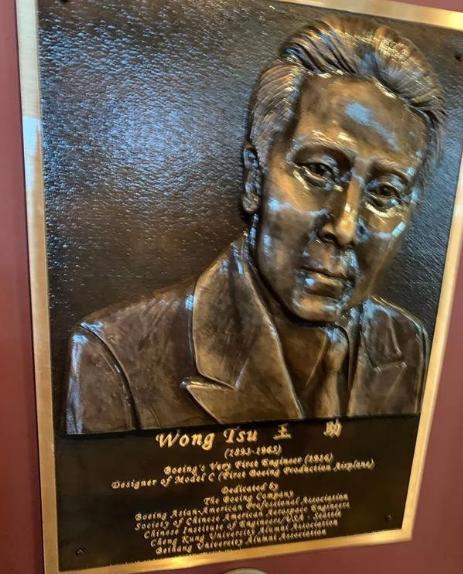 Wong Tsu 王 助
(1893-1965)
Boeing's Very First Engineer (1916)
Designer of Model C (First Boeing Production Airplane)
Dedicated by
The Boeing Company
Boeing Asian-American Professional Association
Society of Chinese American Aerospace Engineers
Chinese Institute of Engineers/USA - Seattle
Cheng Kung University Alumni Association
Beihang University Alumni Association